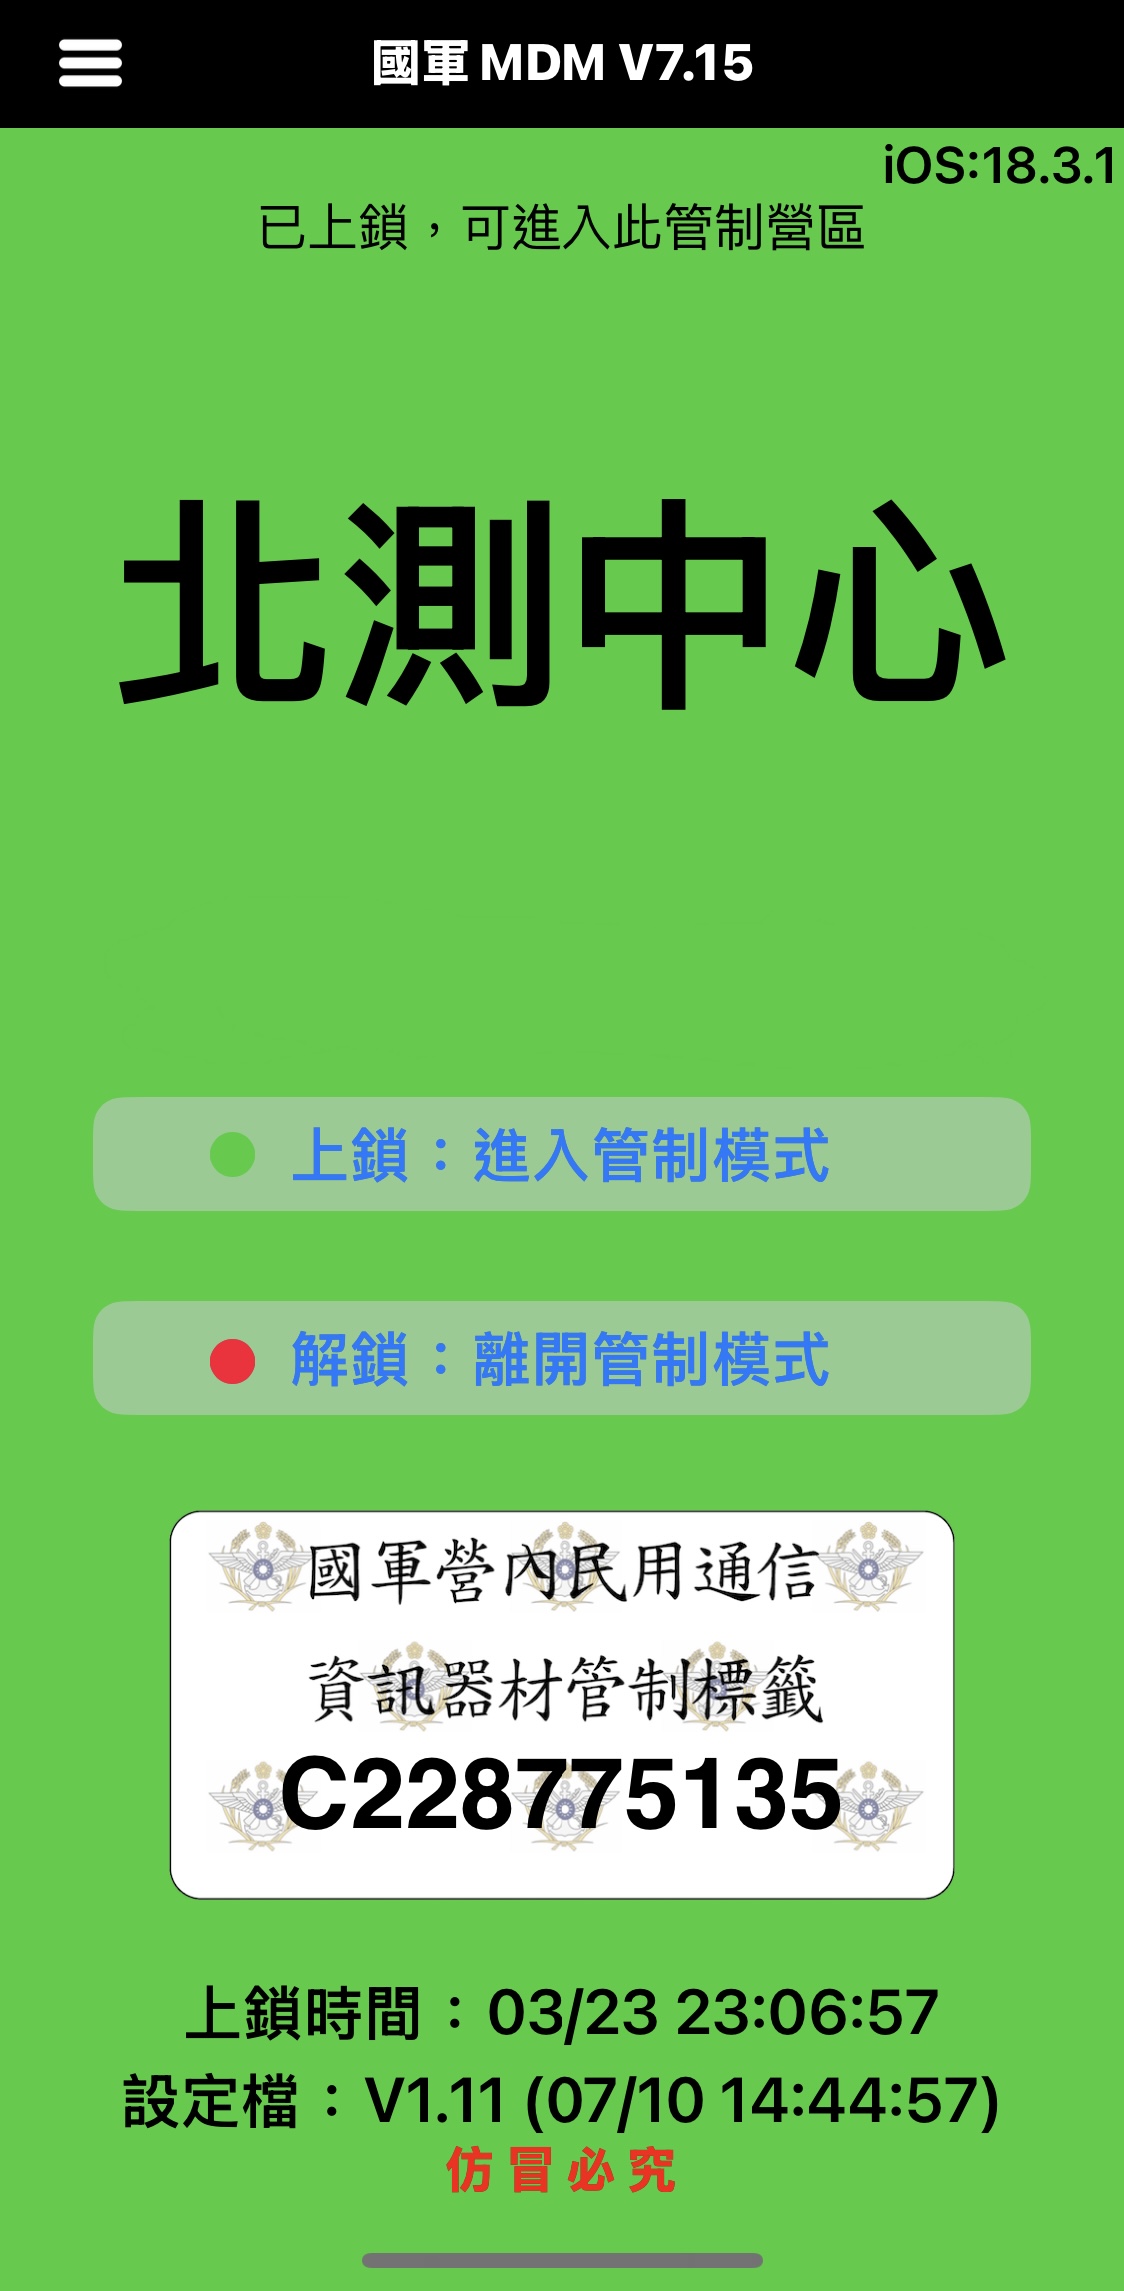 國軍 MDM V7.15
iOS:18.3.1
已上鎖，可進入此管制營區
北測中心
上鎖：進入管制模式
解鎖：離開管制模式
國軍營內民用通信
資訊器材管制標籤
C228775135
上鎖時間：03/23 23:06:57
設定檔：V1.11 (07/10 14:44:57)
仿冒必究